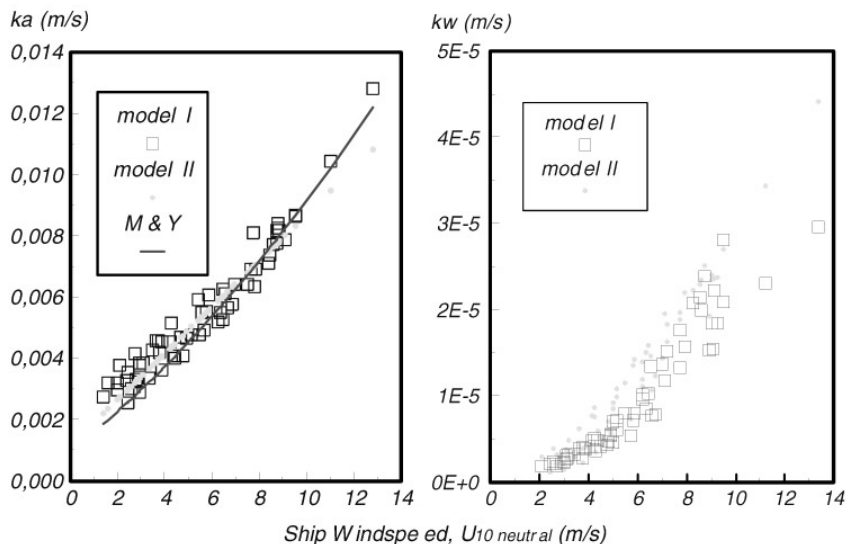 ka (m/s)
0,014
0,012
0,010
0,008
0,006
0,004
0,002
0,000
model I
model II
M & Y
0 2 4 6 8 10 12 14
kw (m/s)
5E-5
4E-5
3E-5
2E-5
1E-5
0E+0
model I
model II
0 2 4 6 8 10 12 14
Ship Windspeed, U10 neutral (m/s)